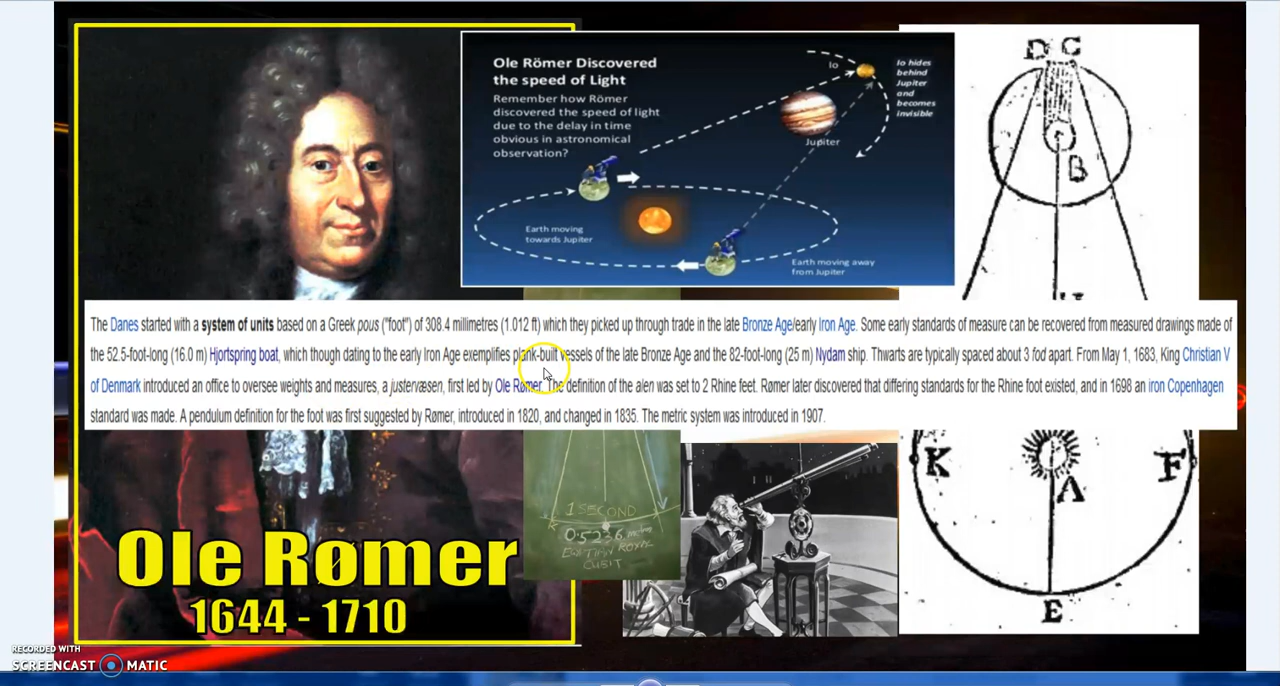 Ole Römer Discovered
the speed of Light
Remember how Römer
discovered the speed of light
due to the delay in time
obvious in astronomical
observation?
Io
Io hides
behind
Jupiter
and
becomes
invisible
Jupiter
Earth moving
towards Jupiter
Earth moving away
from Jupiter
D C
B
The Danes started with a system of units based on a Greek pous ("foot") of 308.4 millimetres (1.012 ft) which they picked up through trade in the late Bronze Age/early Iron Age. Some early standards of measure can be recovered from measured drawings made of
the 52.5-foot-long (16.0 m) Hjortspring boat, which though dating to the early Iron Age exemplifies plank-built vessels of the late Bronze Age and the 82-foot-long (25 m) Nydam ship. Thwarts are typically spaced about 3 fod apart. From May 1, 1683, King Christian V
of Denmark introduced an office to oversee weights and measures, a justervæsen, first led by Ole Rømer. The definition of the alen was set to 2 Rhine feet. Rømer later discovered that differing standards for the Rhine foot existed, and in 1698 an iron Copenhagen
standard was made. A pendulum definition for the foot was first suggested by Rømer, introduced in 1820, and changed in 1835. The metric system was introduced in 1907.
K
F
A
E
1 SECOND
0.5236 metres
EGYPTIAN ROYAL
CUBIT
Ole Rømer
1644 - 1710
RECORDED WITH
SCREENCAST MATIC